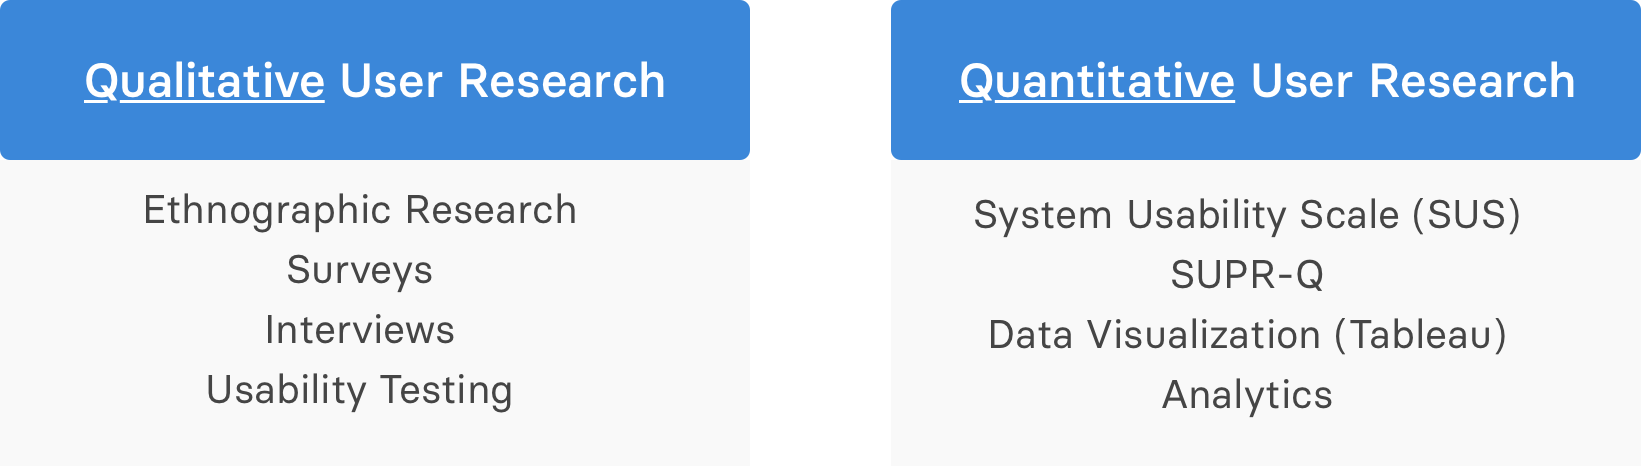 Qualitative User Research
Ethnographic Research
Surveys
Interviews
Usability Testing
Quantitative User Research
System Usability Scale (SUS)
SUPR-Q
Data Visualization (Tableau)
Analytics